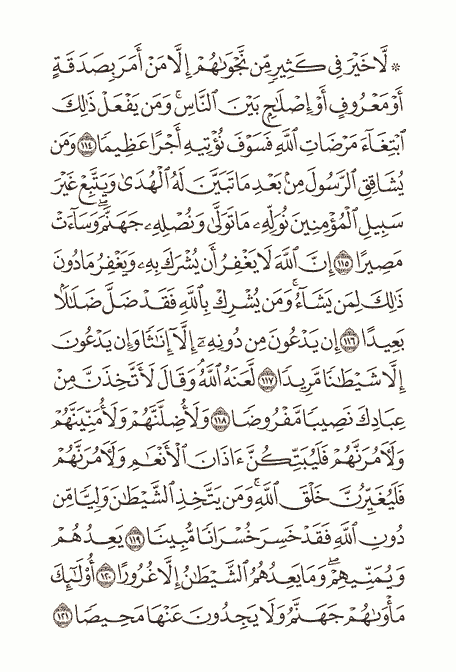 ۞ لَّا خَيْرَ فِي كَثِيرٖ مِّن نَّجۡوَىٰهُمۡ إِلَّا مَنۡ أَمَرَ بِصَدَقَةٍ
أَوۡ مَعۡرُوفٍ أَوۡ إِصۡلَٰحِۭ بَيۡنَ ٱلنَّاسِۚ وَمَن يَفۡعَلۡ ذَٰلِكَ
ٱبۡتِغَآءَ مَرۡضَاتِ ٱللَّهِ فَسَوۡفَ نُؤۡتِيهِ أَجۡرًا عَظِيمٗا ١١٤ وَمَن
يُشَاقِقِ ٱلرَّسُولَ مِنۢ بَعۡدِ مَا تَبَيَّنَ لَهُ ٱلۡهُدَىٰ وَيَتَّبِعۡ غَيۡرَ
سَبِيلِ ٱلۡمُؤۡمِنِينَ نُوَلِّهِۦ مَا تَوَلَّىٰ وَنُصۡلِهِۦ جَهَنَّمَۖ وَسَآءَتۡ
مَصِيرًا ١١٥ إِنَّ ٱللَّهَ لَا يَغۡفِرُ أَن يُشۡرَكَ بِهِۦ وَيَغۡفِرُ مَا دُونَ
ذَٰلِكَ لِمَن يَشَآءُۚ وَمَن يُشۡرِكۡ بِٱللَّهِ فَقَدۡ ضَلَّ ضَلَٰلَۢا
بَعِيدًا ١١٦ إِن يَدۡعُونَ مِن دُونِهِۦٓ إِلَّآ إِنَٰثٗا وَإِن يَدۡعُونَ
إِلَّا شَيۡطَٰنٗا مَّرِيدٗا ١١٧ لَّعَنَهُ ٱللَّهُۘ وَقَالَ لَأَتَّخِذَنَّ مِنۡ
عِبَادِكَ نَصِيبٗا مَّفۡرُوضٗا ١١٨ وَلَأُضِلَّنَّهُمۡ وَلَأُمَنِّيَنَّهُمۡ
وَلَأٓمُرَنَّهُمۡ فَلَيُبَتِّكُنَّ ءَاذَانَ ٱلۡأَنۡعَٰمِ وَلَأٓمُرَنَّهُمۡ
فَلَيُغَيِّرُنَّ خَلۡقَ ٱللَّهِۚ وَمَن يَتَّخِذِ ٱلشَّيۡطَٰنَ وَلِيّٗا مِّن
دُونِ ٱللَّهِ فَقَدۡ خَسِرَ خُسۡرَانٗا مُّبِينٗا ١١٩ يَعِدُهُمۡ
وَيُمَنِّيهِمۡۖ وَمَا يَعِدُهُمُ ٱلشَّيۡطَٰنُ إِلَّا غُرُورًا ١٢٠ أُوْلَٰٓئِكَ
مَأۡوَىٰهُمۡ جَهَنَّمُ وَلَا يَجِدُونَ عَنۡهَا مَحِيصٗا ١٢١